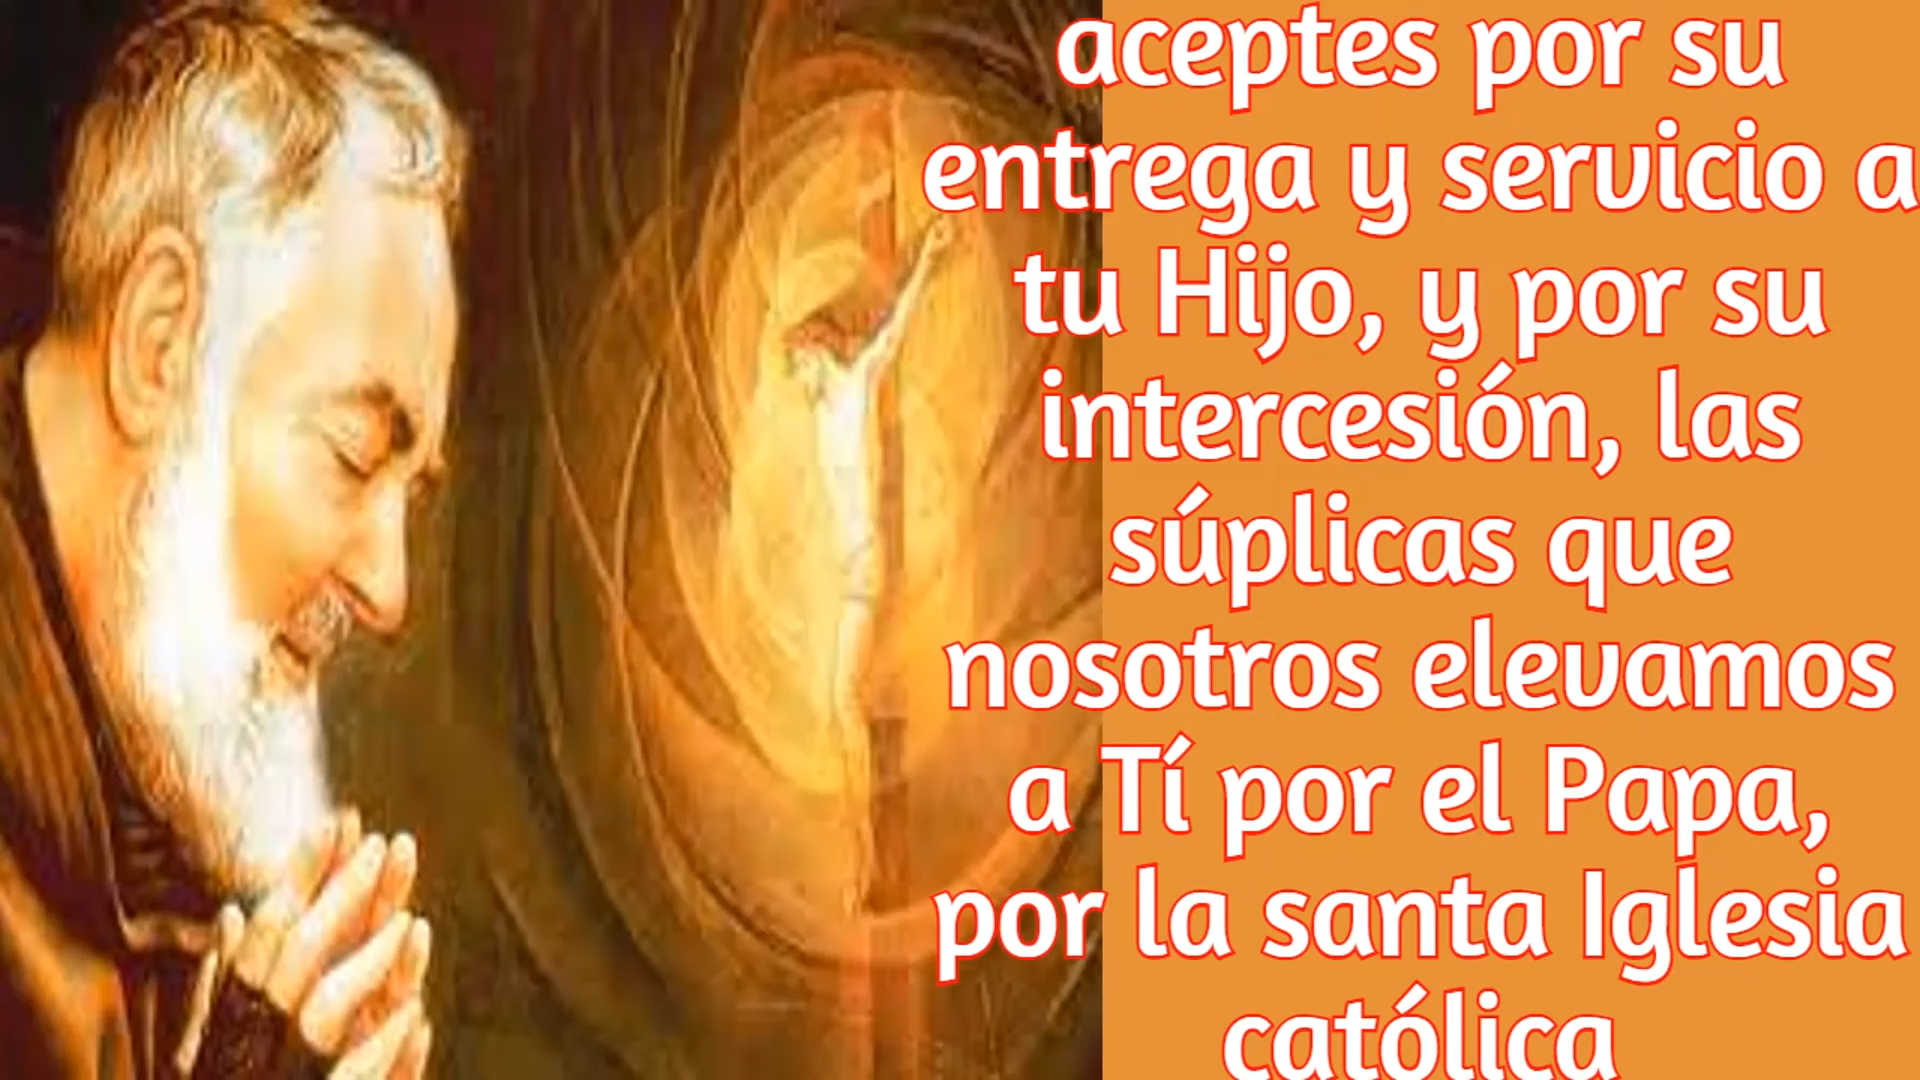 aceptes por su
entrega y servicio a
tu Hijo, y por su
intercesión, las
súplicas que
nosotros elevamos
a Tí por el Papa,
por la santa Iglesia
católica